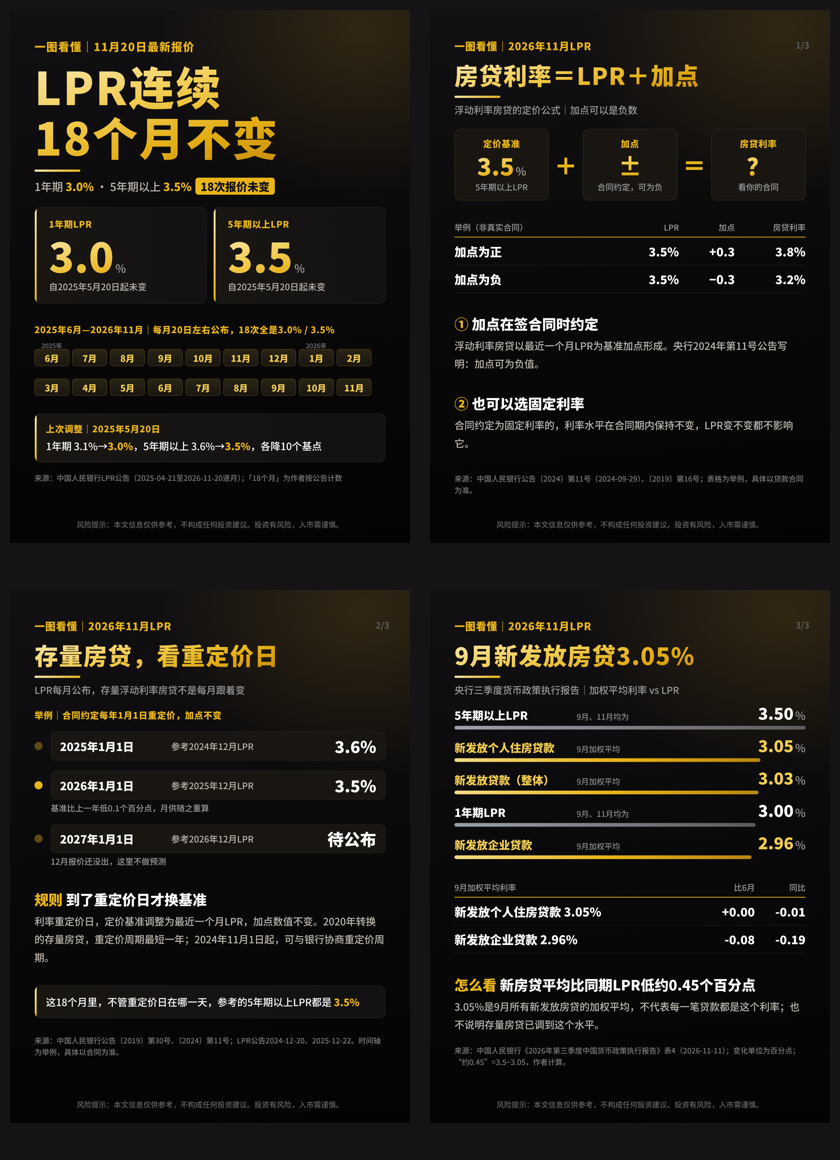 一图看懂｜11月20日最新报价
LPR连续
18个月不变
1年期 3.0% · 5年期以上 3.5% 18次报价未变
1年期LPR
3.0%
自2025年5月20日起未变
5年期以上LPR
3.5%
自2025年5月20日起未变
2025年6月—2026年11月｜每月20日左右公布，18次全是3.0% / 3.5%
2025年 2026年
6月 7月 8月 9月 10月 11月 12月 1月 2月
3月 4月 5月 6月 7月 8月 9月 10月 11月
上次调整｜2025年5月20日
1年期 3.1%→3.0%，5年期以上 3.6%→3.5%，各降10个基点
来源：中国人民银行LPR公告（2025-04-21至2026-11-20逐月）；「18个月」为作者按公告计数
风险提示：本文信息仅供参考，不构成任何投资建议。投资有风险，入市需谨慎。
一图看懂｜2026年11月LPR
1/3
房贷利率＝LPR＋加点
浮动利率房贷的定价公式｜加点可以是负数
定价基准
3.5%
5年期以上LPR
+
加点
±
合同约定，可为负
=
房贷利率
?
看你的合同
举例（非真实合同） LPR 加点 房贷利率
加点为正 3.5% +0.3 3.8%
加点为负 3.5% −0.3 3.2%
① 加点在签合同时约定
浮动利率房贷以最近一个月LPR为基准加点形成。央行2024年第11号公告写
明：加点可为负值。
② 也可以选固定利率
合同约定为固定利率的，利率水平在合同期内保持不变，LPR变不变都不影响
它。
来源：中国人民银行公告〔2024〕第11号（2024-09-29）、〔2019〕第16号；表格为举例，具体以贷款合同
为准。
风险提示：本文信息仅供参考，不构成任何投资建议。投资有风险，入市需谨慎。
一图看懂｜2026年11月LPR
2/3
存量房贷，看重定价日
LPR每月公布，存量浮动利率房贷不是每月跟着变
举例｜合同约定每年1月1日重定价，加点不变
2025年1月1日 参考2024年12月LPR 3.6%
2026年1月1日 参考2025年12月LPR 3.5%
基准比上一年低0.1个百分点，月供随之重算
2027年1月1日 参考2026年12月LPR 待公布
12月报价还没出，这里不做预测
规则 到了重定价日才换基准
利率重定价日，定价基准调整为最近一个月LPR，加点数值不变。2020年转换
的存量房贷，重定价周期最短一年；2024年11月1日起，可与银行协商重定价周
期。
这18个月里，不管重定价日在哪一天，参考的5年期以上LPR都是 3.5%
来源：中国人民银行公告〔2019〕第30号、〔2024〕第11号；LPR公告2024-12-20、2025-12-22。时间轴
为举例，具体以合同为准。
风险提示：本文信息仅供参考，不构成任何投资建议。投资有风险，入市需谨慎。
一图看懂｜2026年11月LPR
3/3
9月新发放房贷3.05%
央行三季度货币政策执行报告｜加权平均利率 vs LPR
5年期以上LPR 9月、11月均为 3.50%
新发放个人住房贷款 9月加权平均 3.05%
新发放贷款（整体） 9月加权平均 3.03%
1年期LPR 9月、11月均为 3.00%
新发放企业贷款 9月加权平均 2.96%
9月加权平均利率 比6月 同比
新发放个人住房贷款 3.05% +0.00 -0.01
新发放企业贷款 2.96% -0.08 -0.19
怎么看 新房贷平均比同期LPR低约0.45个百分点
3.05%是9月所有新发放房贷的加权平均，不代表每一笔贷款都是这个利率；也
不说明存量房贷已调到这个水平。
来源：中国人民银行《2026年第三季度中国货币政策执行报告》表4（2026-11-11）；变化单位为百分点；
“约0.45”=3.5−3.05，作者计算。
风险提示：本文信息仅供参考，不构成任何投资建议。投资有风险，入市需谨慎。